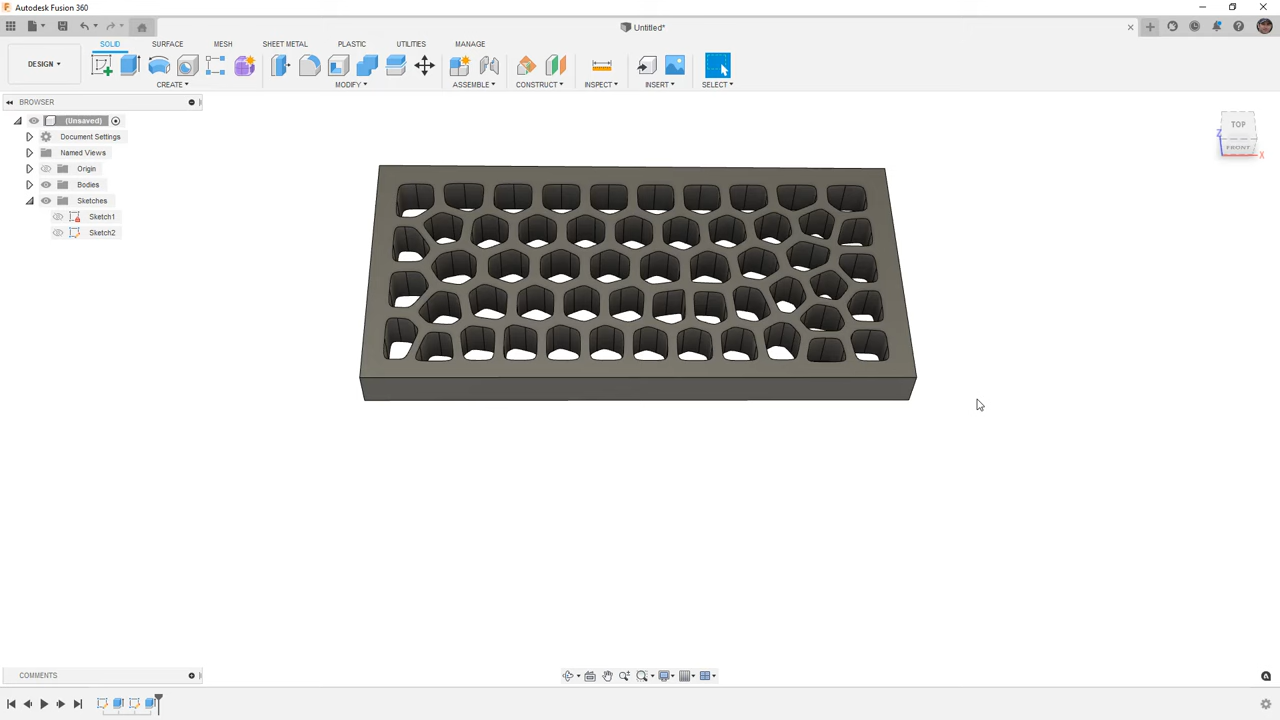 Autodesk Fusion 360
Untitled*
DESIGN
SOLID SURFACE MESH SHEET METAL PLASTIC UTILITIES MANAGE
CREATE MODIFY ASSEMBLE CONSTRUCT INSPECT INSERT SELECT
BROWSER
(Unsaved)
Document Settings
Named Views
Origin
Bodies
Sketches
Sketch1
Sketch2
TOP
FRONT
Z
X
COMMENTS